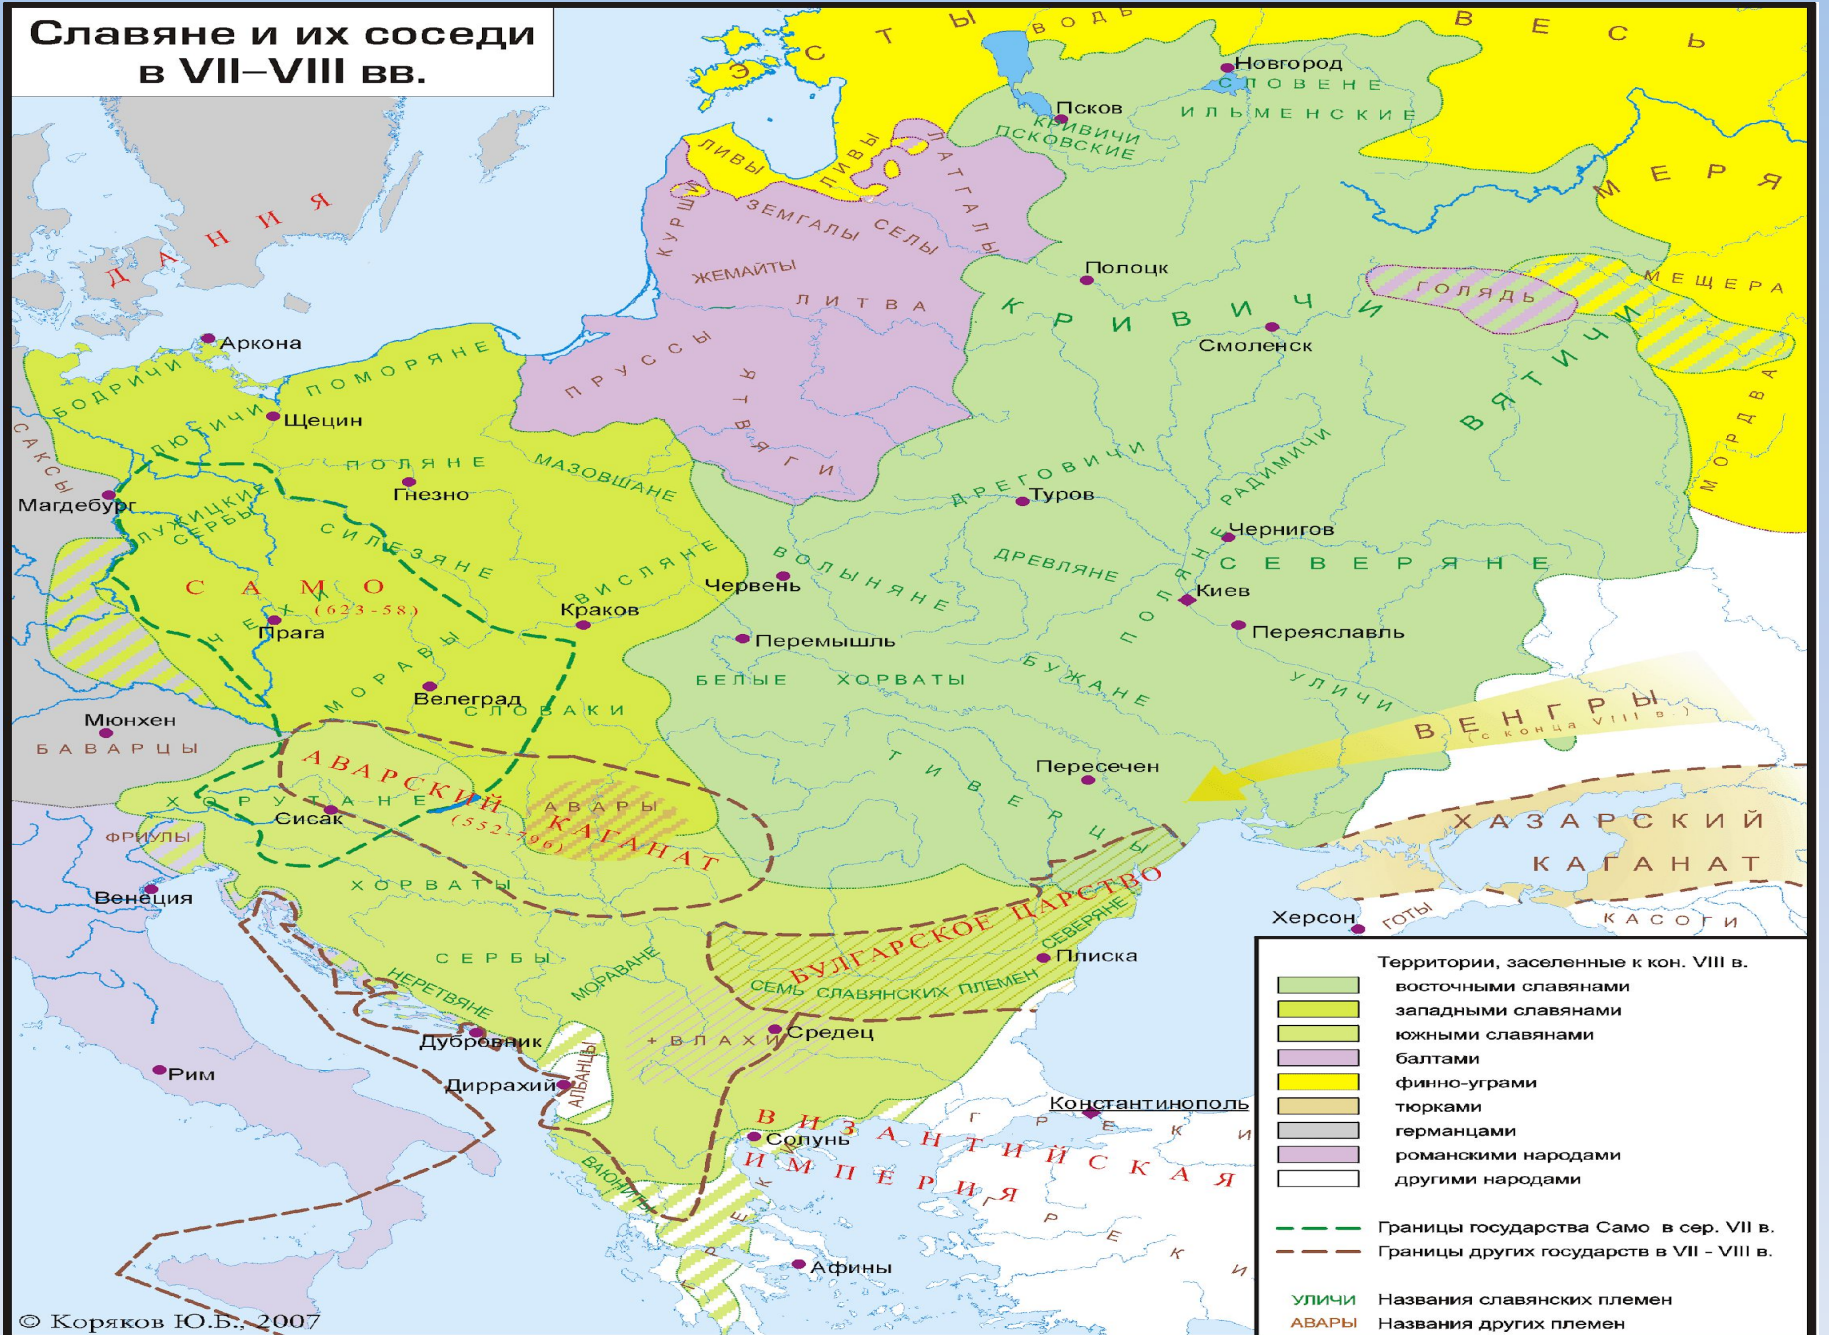 Славяне и их соседи
в VII–VIII вв.
ЭСТЫ
ВОДЬ
ВЕСЬ
Новгород
СЛОВЕНЕ
ИЛЬМЕНСКИЕ
Псков
КРИВИЧИ
ПСКОВСКИЕ
ЛИВЫ
ЛИВЫ
ЛАТГАЛЫ
МЕРЯ
ДАНИЯ
КУРШИ
ЗЕМГАЛЫ
СЕЛЫ
ЖЕМАЙТЫ
ЛИТВА
Полоцк
КРИВИЧИ
ГОЛЯДЬ
МЕЩЕРА
Смоленск
ВЯТИЧИ
МОРДВА
Аркона
БОДРИЧИ
ПОМОРЯНЕ
ПРУССЫ
ЯТВЯГИ
ЛЮТИЧИ
Щецин
САКСЫ
ПОЛЯНЕ
МАЗОВШАНЕ
Гнезно
Магдебург
ЛУЖИЦКИЕ
СЕРБЫ
СИЛЕЗЯНЕ
ДРЕГОВИЧИ
Туров
РАДИМИЧИ
Чернигов
СЕВЕРЯНЕ
САМО
(623-58)
ЧЕХИ
Прага
ВИСЛЯНЕ
Краков
Червень
ВОЛЫНЯНЕ
ДРЕВЛЯНЕ
ПОЛЯНЕ
Киев
Переяславль
Перемышль
МОРАВЫ
Велеград
СЛОВАКИ
БЕЛЫЕ ХОРВАТЫ
БУЖАНЕ
УЛИЧИ
ВЕНГРЫ
(с конца VIII в.)
Мюнхен
БАВАРЦЫ
АВАРСКИЙ
КАГАНАТ
(552-796)
АВАРЫ
ТИВЕРЦЫ
Пересечен
ХОРУТАНЕ
Сисак
ФРИУЛЫ
Венеция
ХОРВАТЫ
ХАЗАРСКИЙ
КАГАНАТ
Херсон
ГОТЫ
КАСОГИ
БУЛГАРСКОЕ ЦАРСТВО
СЕВЕРЯНЕ
Плиска
СЕМЬ СЛАВЯНСКИХ ПЛЕМЕН
СЕРБЫ
МОРАВАНЕ
НЕРЕТВЯНЕ
Дубровник
+ ВЛАХИ
Средец
Рим
Диррахий
АЛБАНЦЫ
Константинополь
ВИЗАНТИЙСКАЯ
ИМПЕРИЯ
ГРЕКИ
Солунь
ВАЮНИТЫ
ГРЕКИ
ГРЕКИ
Афины
Территории, заселенные к кон. VIII в.
восточными славянами
западными славянами
южными славянами
балтами
финно-уграми
тюрками
германцами
романскими народами
другими народами
Границы государства Само в сер. VII в.
Границы других государств в VII - VIII в.
УЛИЧИ Названия славянских племен
АВАРЫ Названия других племен
© Коряков Ю.Б., 2007